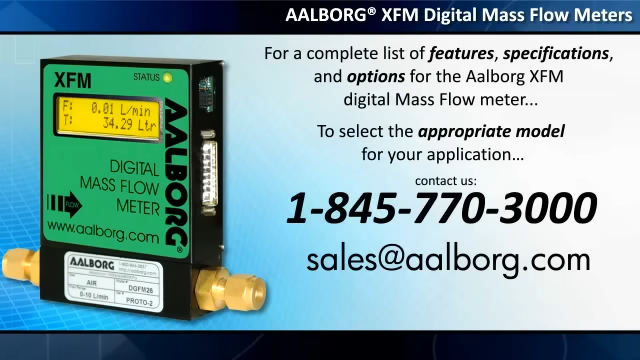 AALBORG® XFM Digital Mass Flow Meters
For a complete list of features, specifications,
and options for the Aalborg XFM
digital Mass Flow meter...
To select the appropriate model
for your application…
contact us:
1-845-770-3000
sales@aalborg.com
XFM
STATUS
F: 0.01 L/min
T: 34.29 Ltr
AALBORG®
DIGITAL
MASS FLOW
METER
FLOW
www.aalborg.com
AALBORG
AIR
DGFM26
0-10 L/min
PROTO-2